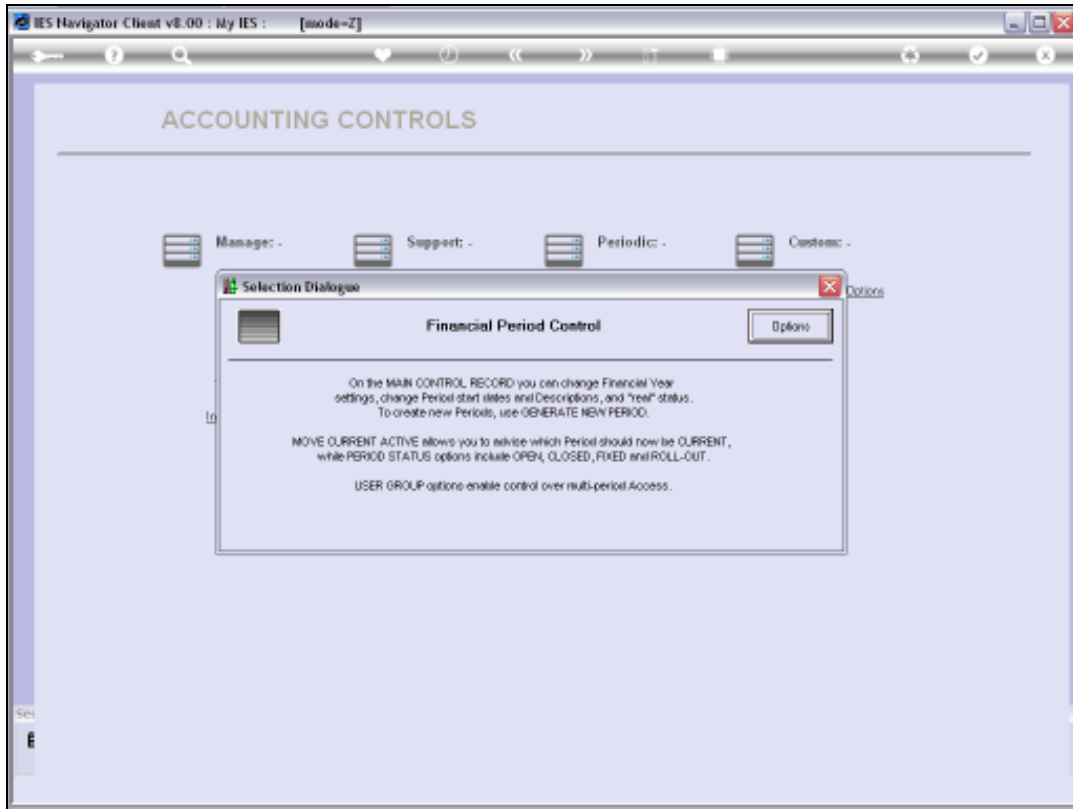 IES Navigator Client v8.00 : My IES : [mode=Z]
ACCOUNTING CONTROLS
Manage: - Support: - Periodic: - Custom: -
Options
Selection Dialogue
Financial Period Control
Options
On the MAIN CONTROL RECORD you can change Financial Year
settings, change Period start dates and Descriptions, and "real" status.
To create new Periods, use GENERATE NEW PERIOD.
MOVE CURRENT ACTIVE allows you to advise which Period should now be CURRENT,
while PERIOD STATUS options include OPEN, CLOSED, FIXED and ROLL-OUT.
USER GROUP options enable control over multi-period Access.
In
Sec